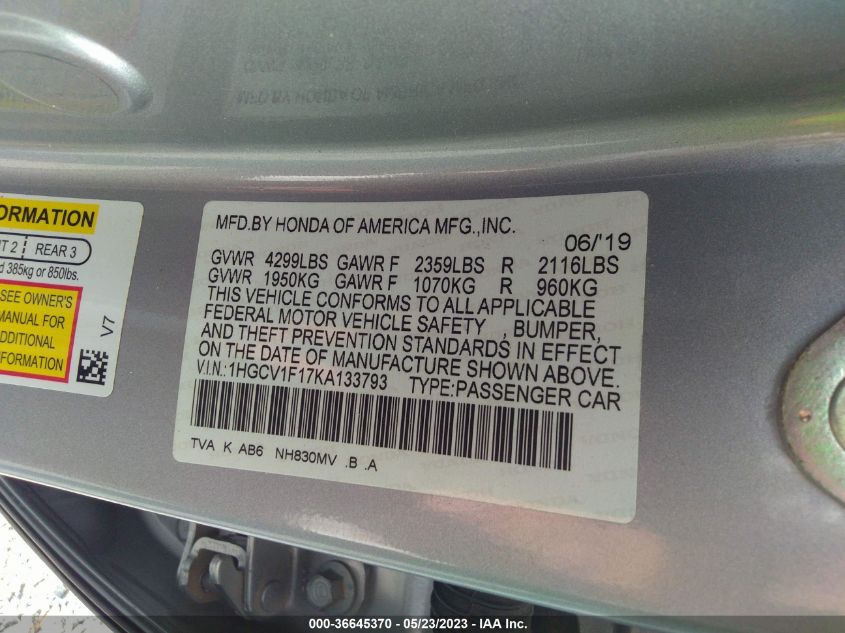 ORMATION
T 2 REAR 3
d 385kg or 850lbs.
SEE OWNER'S
MANUAL FOR
ADDITIONAL
INFORMATION
V7
MFD.BY HONDA OF AMERICA MFG.,INC.
06/'19
GVWR 4299LBS GAWR F 2359LBS R 2116LBS
GVWR 1950KG GAWR F 1070KG R 960KG
THIS VEHICLE CONFORMS TO ALL APPLICABLE
FEDERAL MOTOR VEHICLE SAFETY , BUMPER,
AND THEFT PREVENTION STANDARDS IN EFFECT
ON THE DATE OF MANUFACTURE SHOWN ABOVE.
V.I.N.:1HGCV1F17KA133793 TYPE:PASSENGER CAR
TVA K AB6 NH830MV .B .A
000-36645370 - 05/23/2023 - IAA Inc.